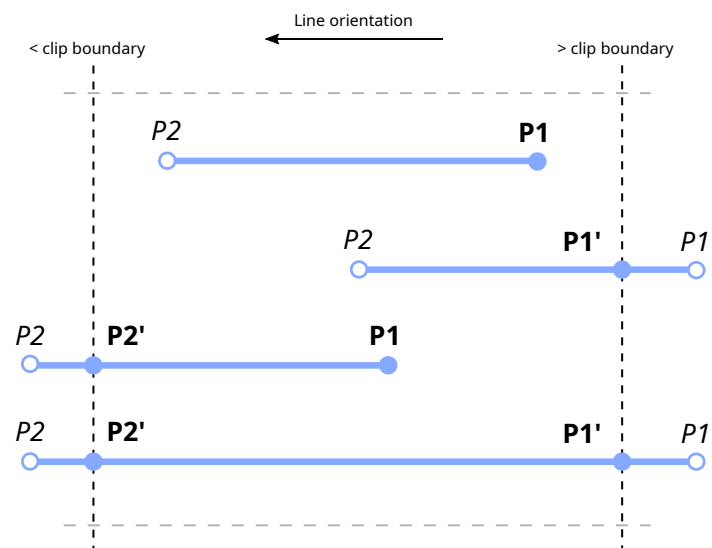 Line orientation
< clip boundary
> clip boundary
P2
P1
P2
P1'
P1
P2
P2'
P1
P2
P2'
P1'
P1